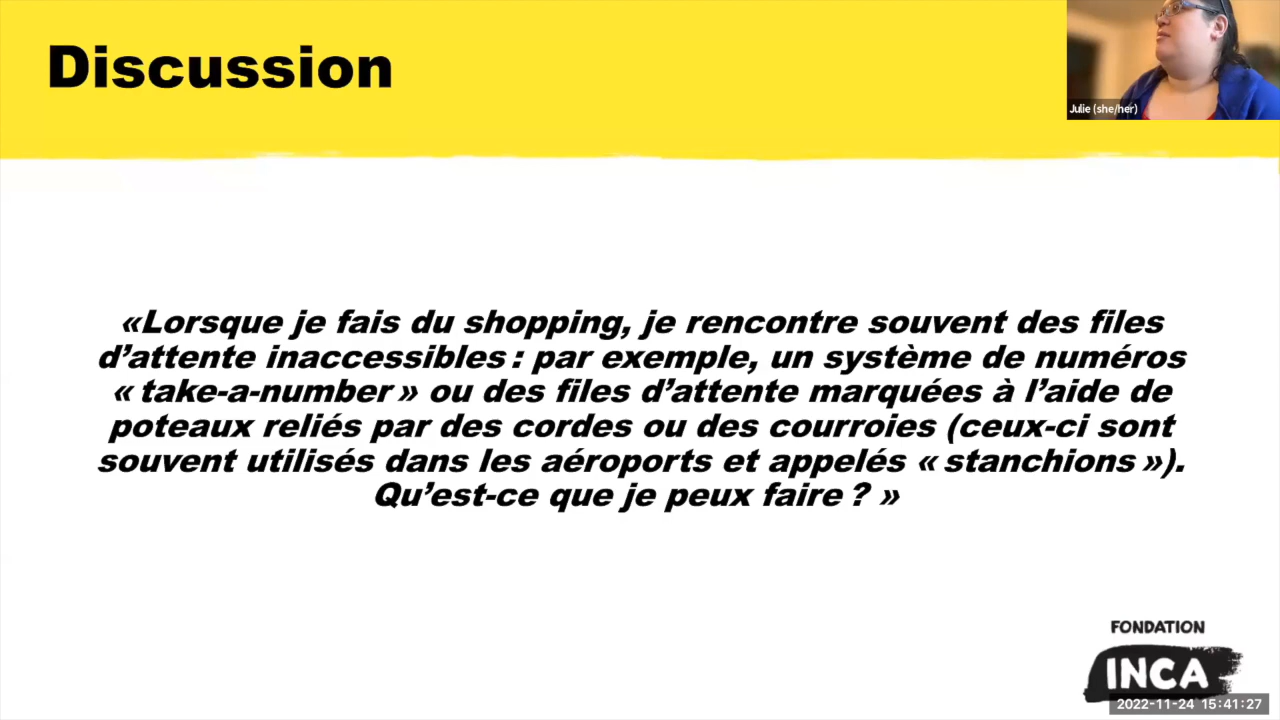 Discussion
Julie (she/her)
«Lorsque je fais du shopping, je rencontre souvent des files
d’attente inaccessibles : par exemple, un système de numéros
« take-a-number » ou des files d’attente marquées à l’aide de
poteaux reliés par des cordes ou des courroies (ceux-ci sont
souvent utilisés dans les aéroports et appelés « stanchions »).
Qu’est-ce que je peux faire ? »
FONDATION
INCA
2022-11-24 15:41:27